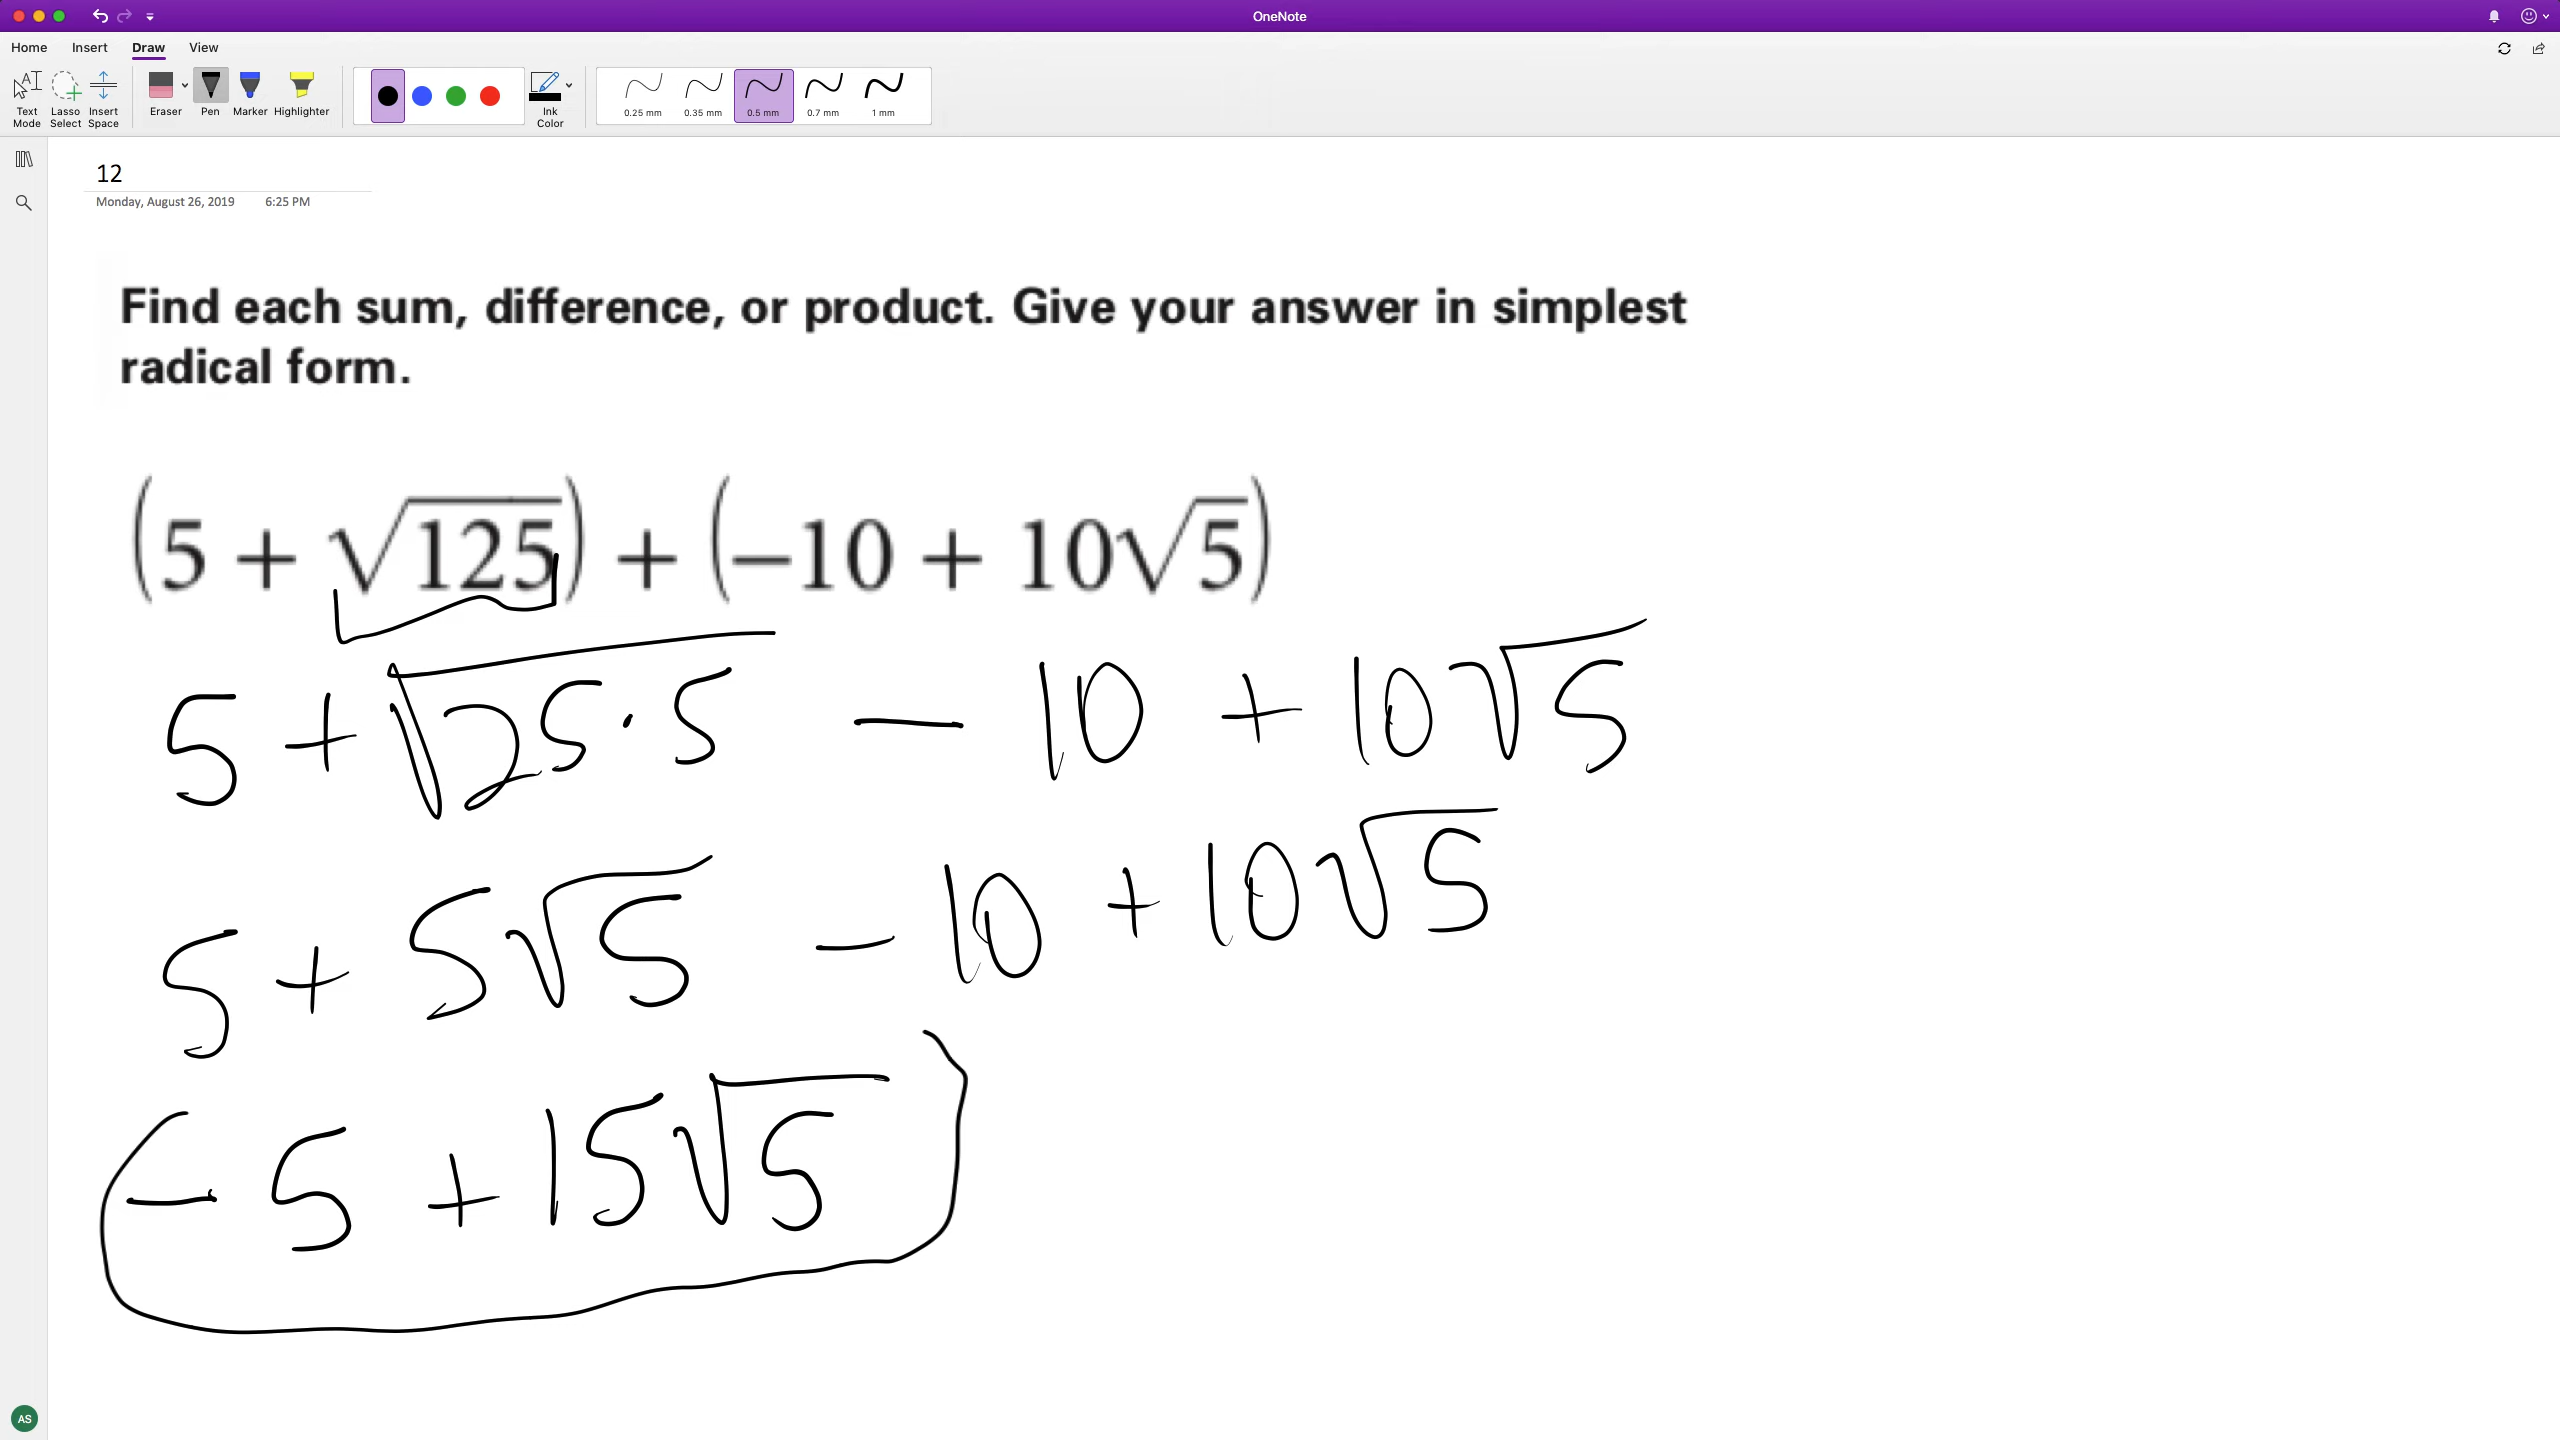 OneNote
Home Insert Draw View
Text Mode Lasso Select Insert Space Eraser Pen Marker Highlighter Ink Color 0.25 mm 0.35 mm 0.5 mm 0.7 mm 1 mm
12
Monday, August 26, 2019 6:25 PM
Find each sum, difference, or product. Give your answer in simplest
radical form.
(5 + √125) + (−10 + 10√5)
5 + √25·5 − 10 + 10√5
5 + 5√5 − 10 + 10√5
− 5 + 15√5
AS